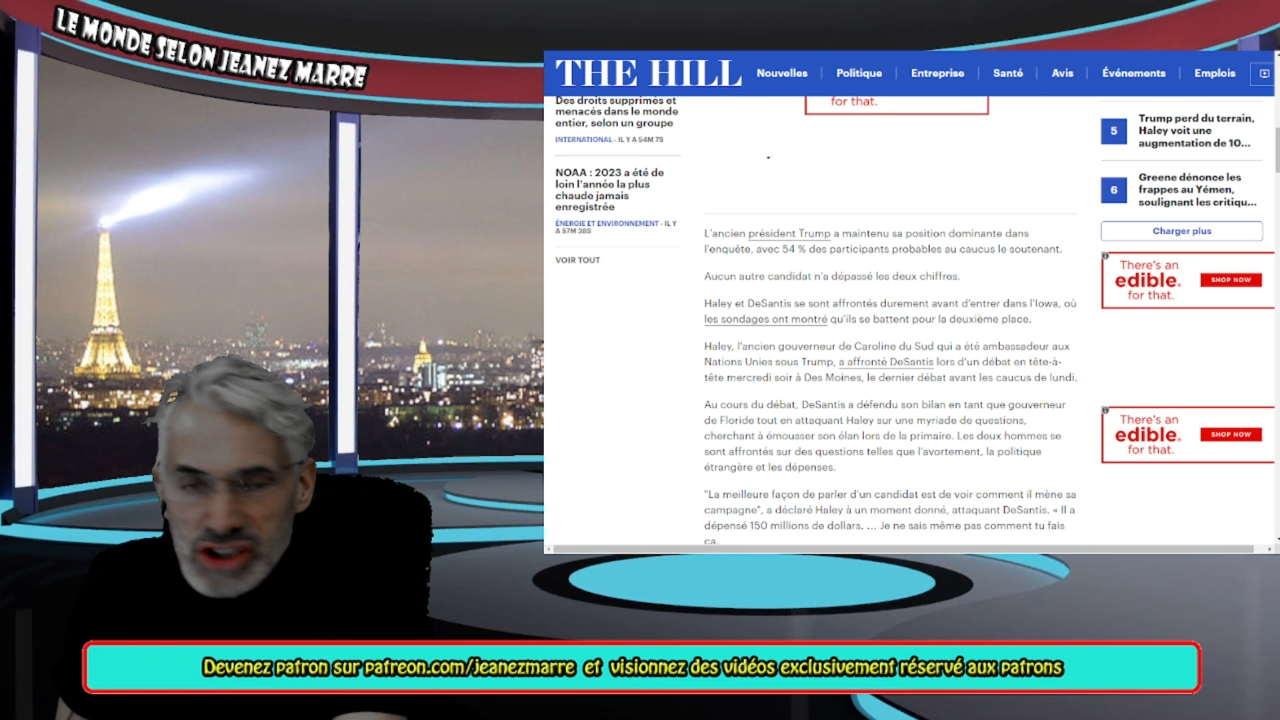 LE MONDE SELON JEANEZ MARRE
THE HILL
Nouvelles
Politique
Entreprise
Santé
Avis
Événements
Emplois
Des droits supprimés et
menacés dans le monde
entier, selon un groupe
INTERNATIONAL - IL Y A 54M 7S
NOAA : 2023 a été de
loin l'année la plus
chaude jamais
enregistrée
ÉNERGIE ET ENVIRONNEMENT - IL Y
A 57M 38S
VOIR TOUT
for that.
L'ancien président Trump a maintenu sa position dominante dans
l'enquête, avec 54 % des participants probables au caucus le soutenant.
Aucun autre candidat n'a dépassé les deux chiffres.
Haley et DeSantis se sont affrontés durement avant d'entrer dans l'Iowa, où
les sondages ont montré qu'ils se battent pour la deuxième place.
Haley, l'ancien gouverneur de Caroline du Sud qui a été ambassadeur aux
Nations Unies sous Trump, a affronté DeSantis lors d'un débat en tête-à-
tête mercredi soir à Des Moines, le dernier débat avant les caucus de lundi.
Au cours du débat, DeSantis a défendu son bilan en tant que gouverneur
de Floride tout en attaquant Haley sur une myriade de questions,
cherchant à émousser son élan lors de la primaire. Les deux hommes se
sont affrontés sur des questions telles que l'avortement, la politique
étrangère et les dépenses.
"La meilleure façon de parler d'un candidat est de voir comment il mène sa
campagne", a déclaré Haley à un moment donné, attaquant DeSantis. « Il a
dépensé 150 millions de dollars. ... Je ne sais même pas comment tu fais
ça.
5
Trump perd du terrain,
Haley voit une
augmentation de 10...
6
Greene dénonce les
frappes au Yémen,
soulignant les critiqu...
Charger plus
There's an
edible.
for that.
SHOP NOW
There's an
edible.
for that.
SHOP NOW
Devenez patron sur patreon.com/jeanezmarre et visionnez des vidéos exclusivement réservé aux patrons